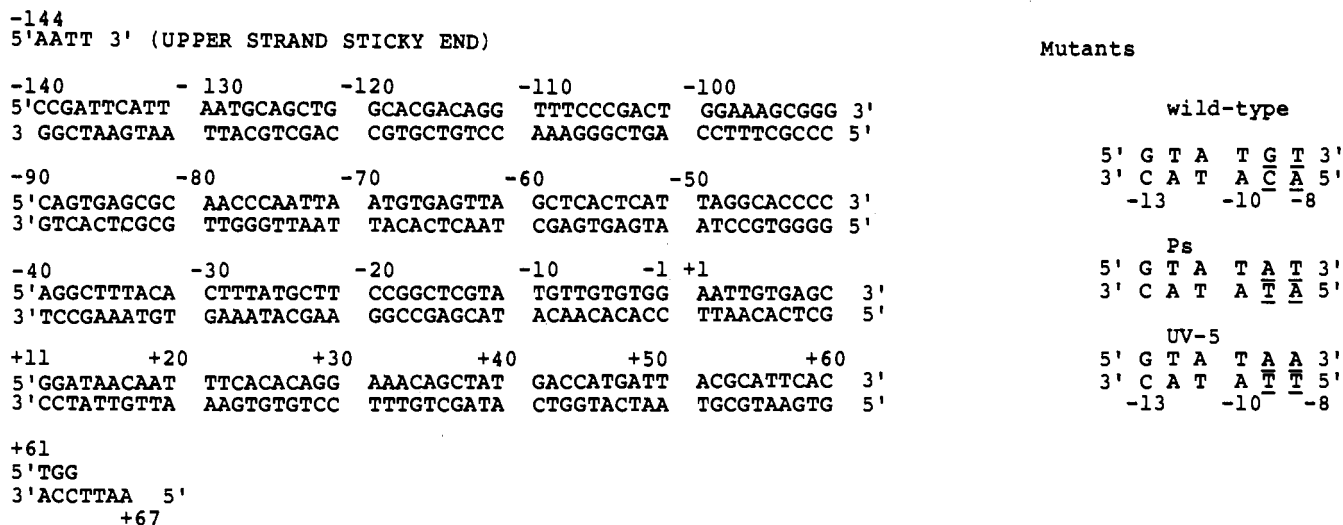 -144
5'AATT 3' (UPPER STRAND STICKY END)
-140 - 130 -120 -110 -100
5'CCGATTCATT AATGCAGCTG GCACGACAGG TTTCCCGACT GGAAAGCGGG 3'
3 GGCTAAGTAA TTACGTCGAC CGTGCTGTCC AAAGGGCTGA CCTTTCGCCC 5'
-90 -80 -70 -60 -50
5'CAGTGAGCGC AACCCAATTA ATGTGAGTTA GCTCACTCAT TAGGCACCCC 3'
3'GTCACTCGCG TTGGGTTAAT TACACTCAAT CGAGTGAGTA ATCCGTGGGG 5'
-40 -30 -20 -10 -1 +1
5'AGGCTTTACA CTTTATGCTT CCGGCTCGTA TGTTGTGTGG AATTGTGAGC 3'
3'TCCGAAATGT GAAATACGAA GGCCGAGCAT ACAACACACC TTAACACTCG 5'
+11 +20 +30 +40 +50 +60
5'GGATAACAAT TTCACACAGG AAACAGCTAT GACCATGATT ACGCATTCAC 3'
3'CCTATTGTTA AAGTGTGTCC TTTGTCGATA CTGGTACTAA TGCGTAAGTG 5'
+61
5'TGG
3'ACCTTAA 5'
+67
Mutants
wild-type
5' G T A T G T 3'
3' C A T A C A 5'
-13 -10 -8
Ps
5' G T A T A T 3'
3' C A T A T A 5'
UV-5
5' G T A T A A 3'
3' C A T A T T 5'
-13 -10 -8